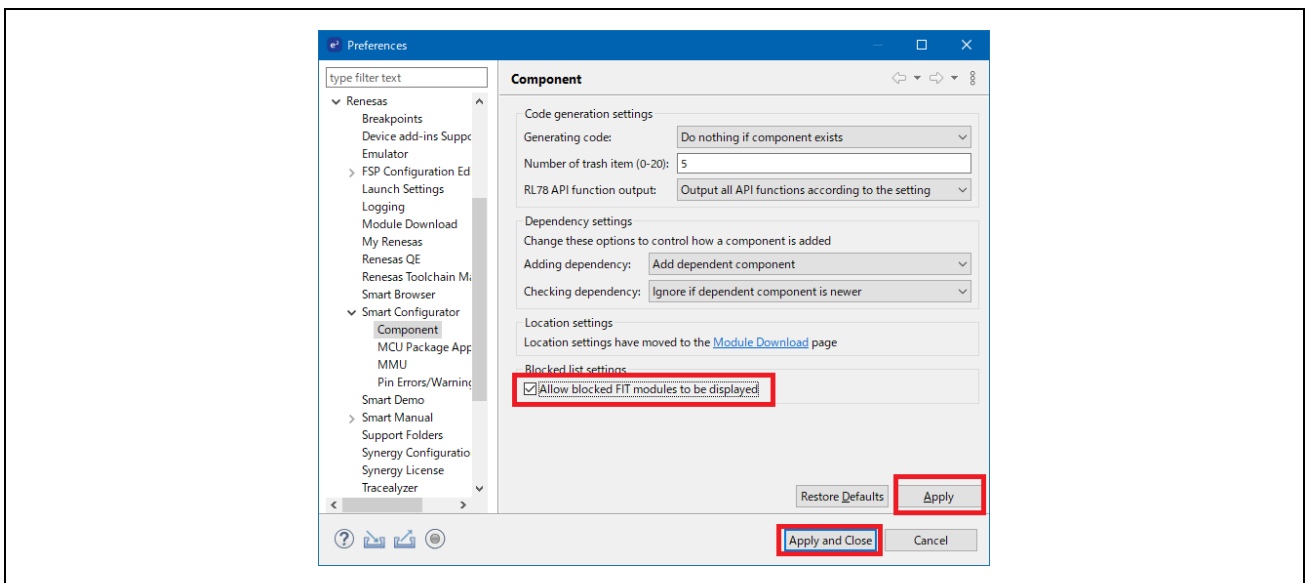 e² Preferences
type filter text
Component
Renesas
Breakpoints
Device add-ins Suppc
Emulator
FSP Configuration Ed
Launch Settings
Logging
Module Download
My Renesas
Renesas QE
Renesas Toolchain Ma
Smart Browser
Smart Configurator
Component
MCU Package App
MMU
Pin Errors/Warning
Smart Demo
Smart Manual
Support Folders
Synergy Configuratio
Synergy License
Tracealyzer
Code generation settings
Generating code: Do nothing if component exists
Number of trash item (0-20): 5
RL78 API function output: Output all API functions according to the setting
Dependency settings
Change these options to control how a component is added
Adding dependency: Add dependent component
Checking dependency: Ignore if dependent component is newer
Location settings
Location settings have moved to the Module Download page
Blocked list settings
Allow blocked FIT modules to be displayed
Restore Defaults Apply
Apply and Close Cancel